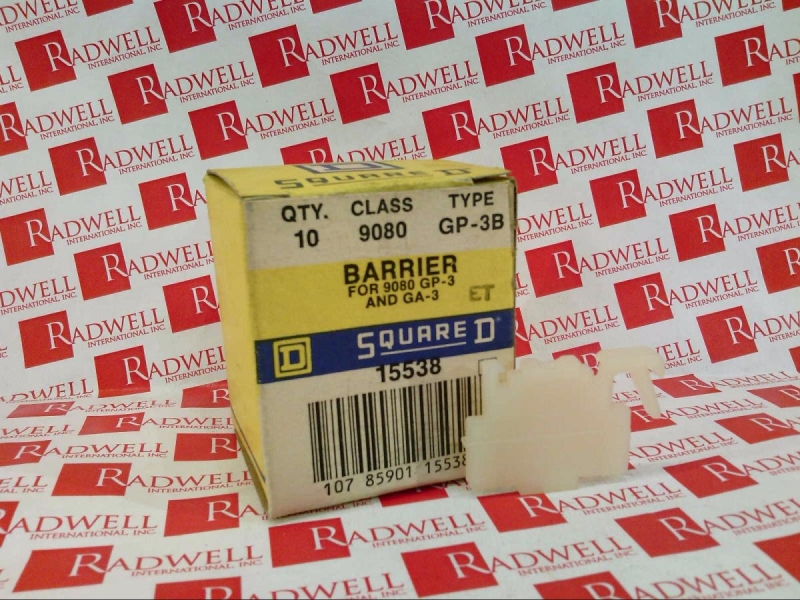 SQUARE D
QTY. CLASS TYPE
10 9080 GP-3B
BARRIER
FOR 9080 GP-3
AND GA-3
ET
D SQUARE D
15538
107 85901 15538
RADWELL
INTERNATIONAL, INC.